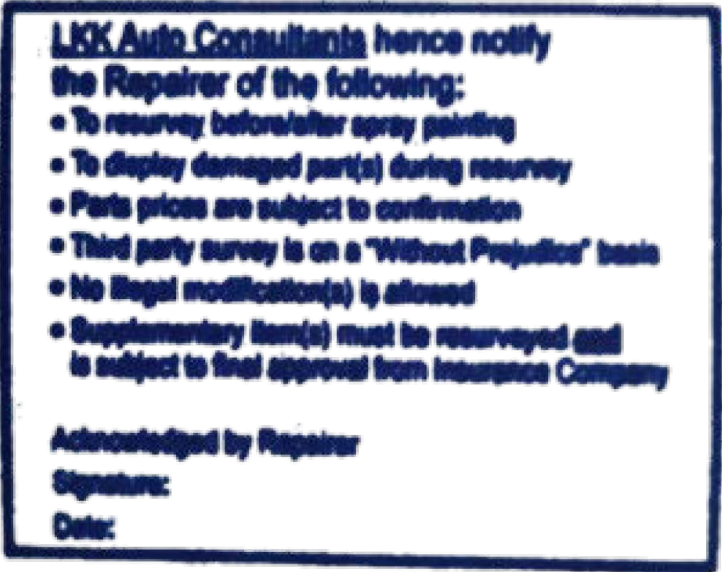 LKK Auto Consultants hence notify
the Repairer of the following:
• To resurvey before/after spray painting
• To display damaged part(s) during resurvey
• Parts prices are subject to confirmation
• Third party survey is on a "Without Prejudice" basis
• No illegal modification(s) is allowed
• Supplementary item(s) must be resurveyed and
is subject to final approval from Insurance Company
Acknowledged by Repairer
Signature:
Date: